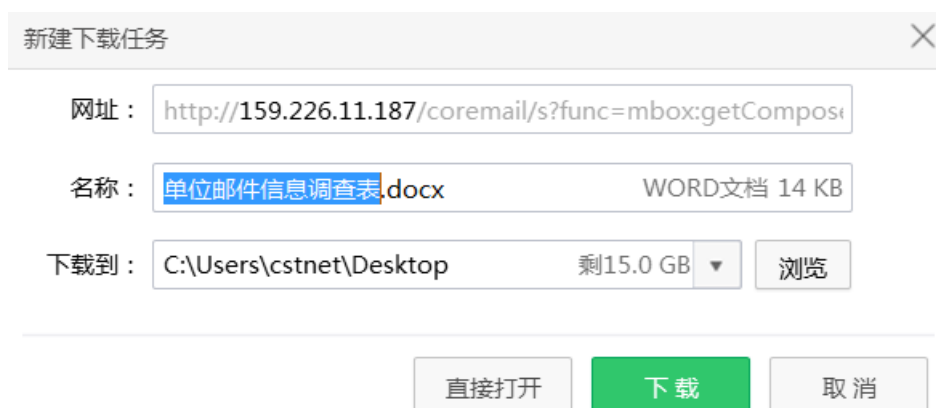 新建下载任务
网址： http://159.226.11.187/coremail/s?func=mbox:getCompose
名称： 单位邮件信息调查表.docx WORD文档 14 KB
下载到： C:\Users\cstnet\Desktop 剩15.0 GB 浏览
直接打开 下载 取消